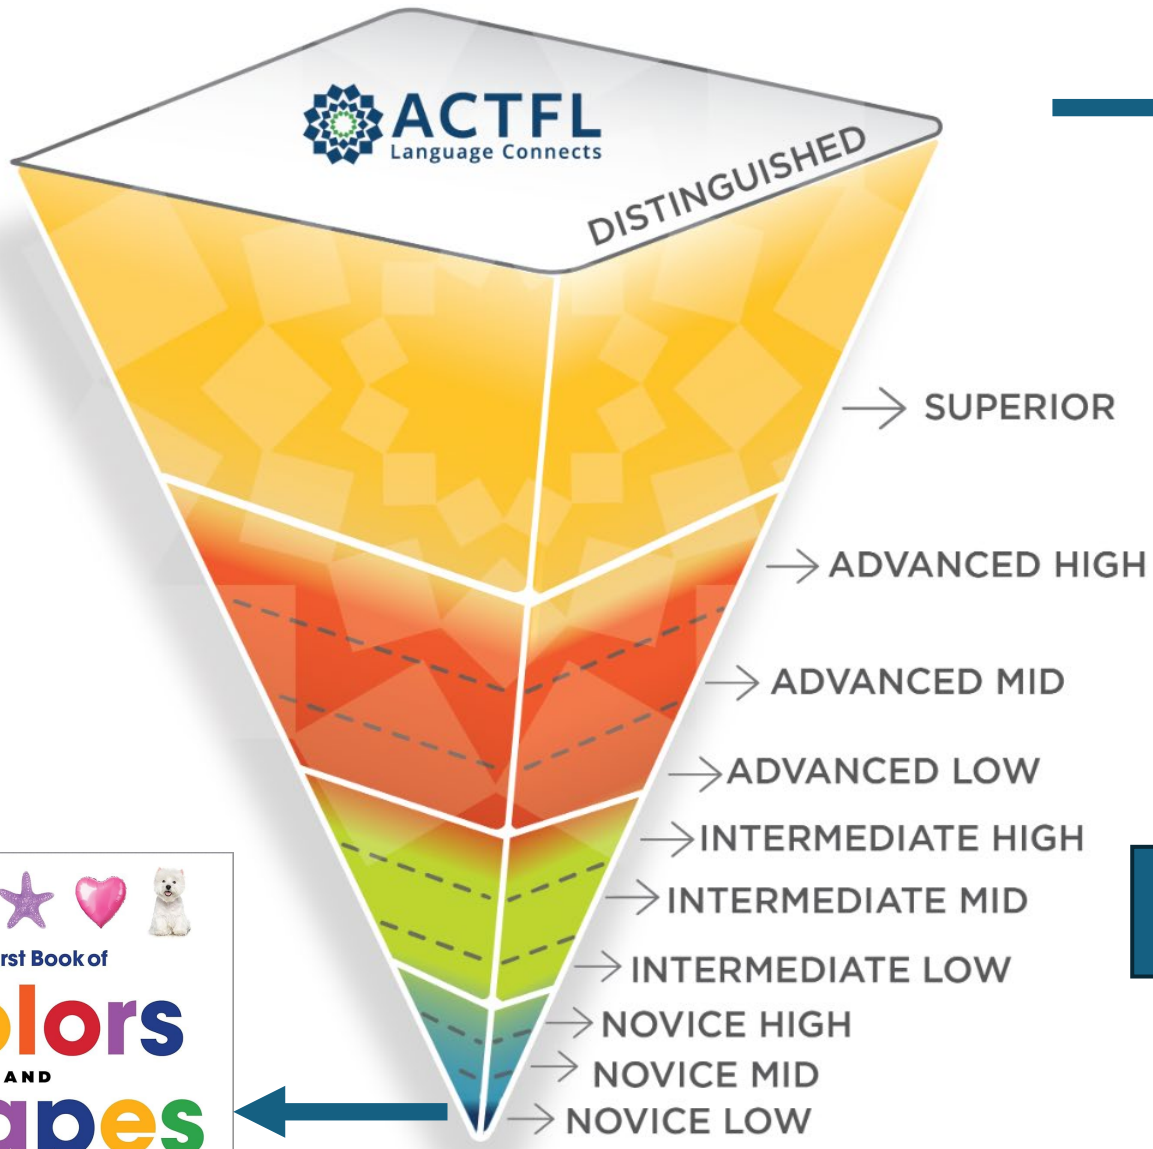 ACTFL
Language Connects
DISTINGUISHED
SUPERIOR
ADVANCED HIGH
ADVANCED MID
ADVANCED LOW
INTERMEDIATE HIGH
INTERMEDIATE MID
INTERMEDIATE LOW
NOVICE HIGH
NOVICE MID
NOVICE LOW
rst Book of
olors
AND
apes